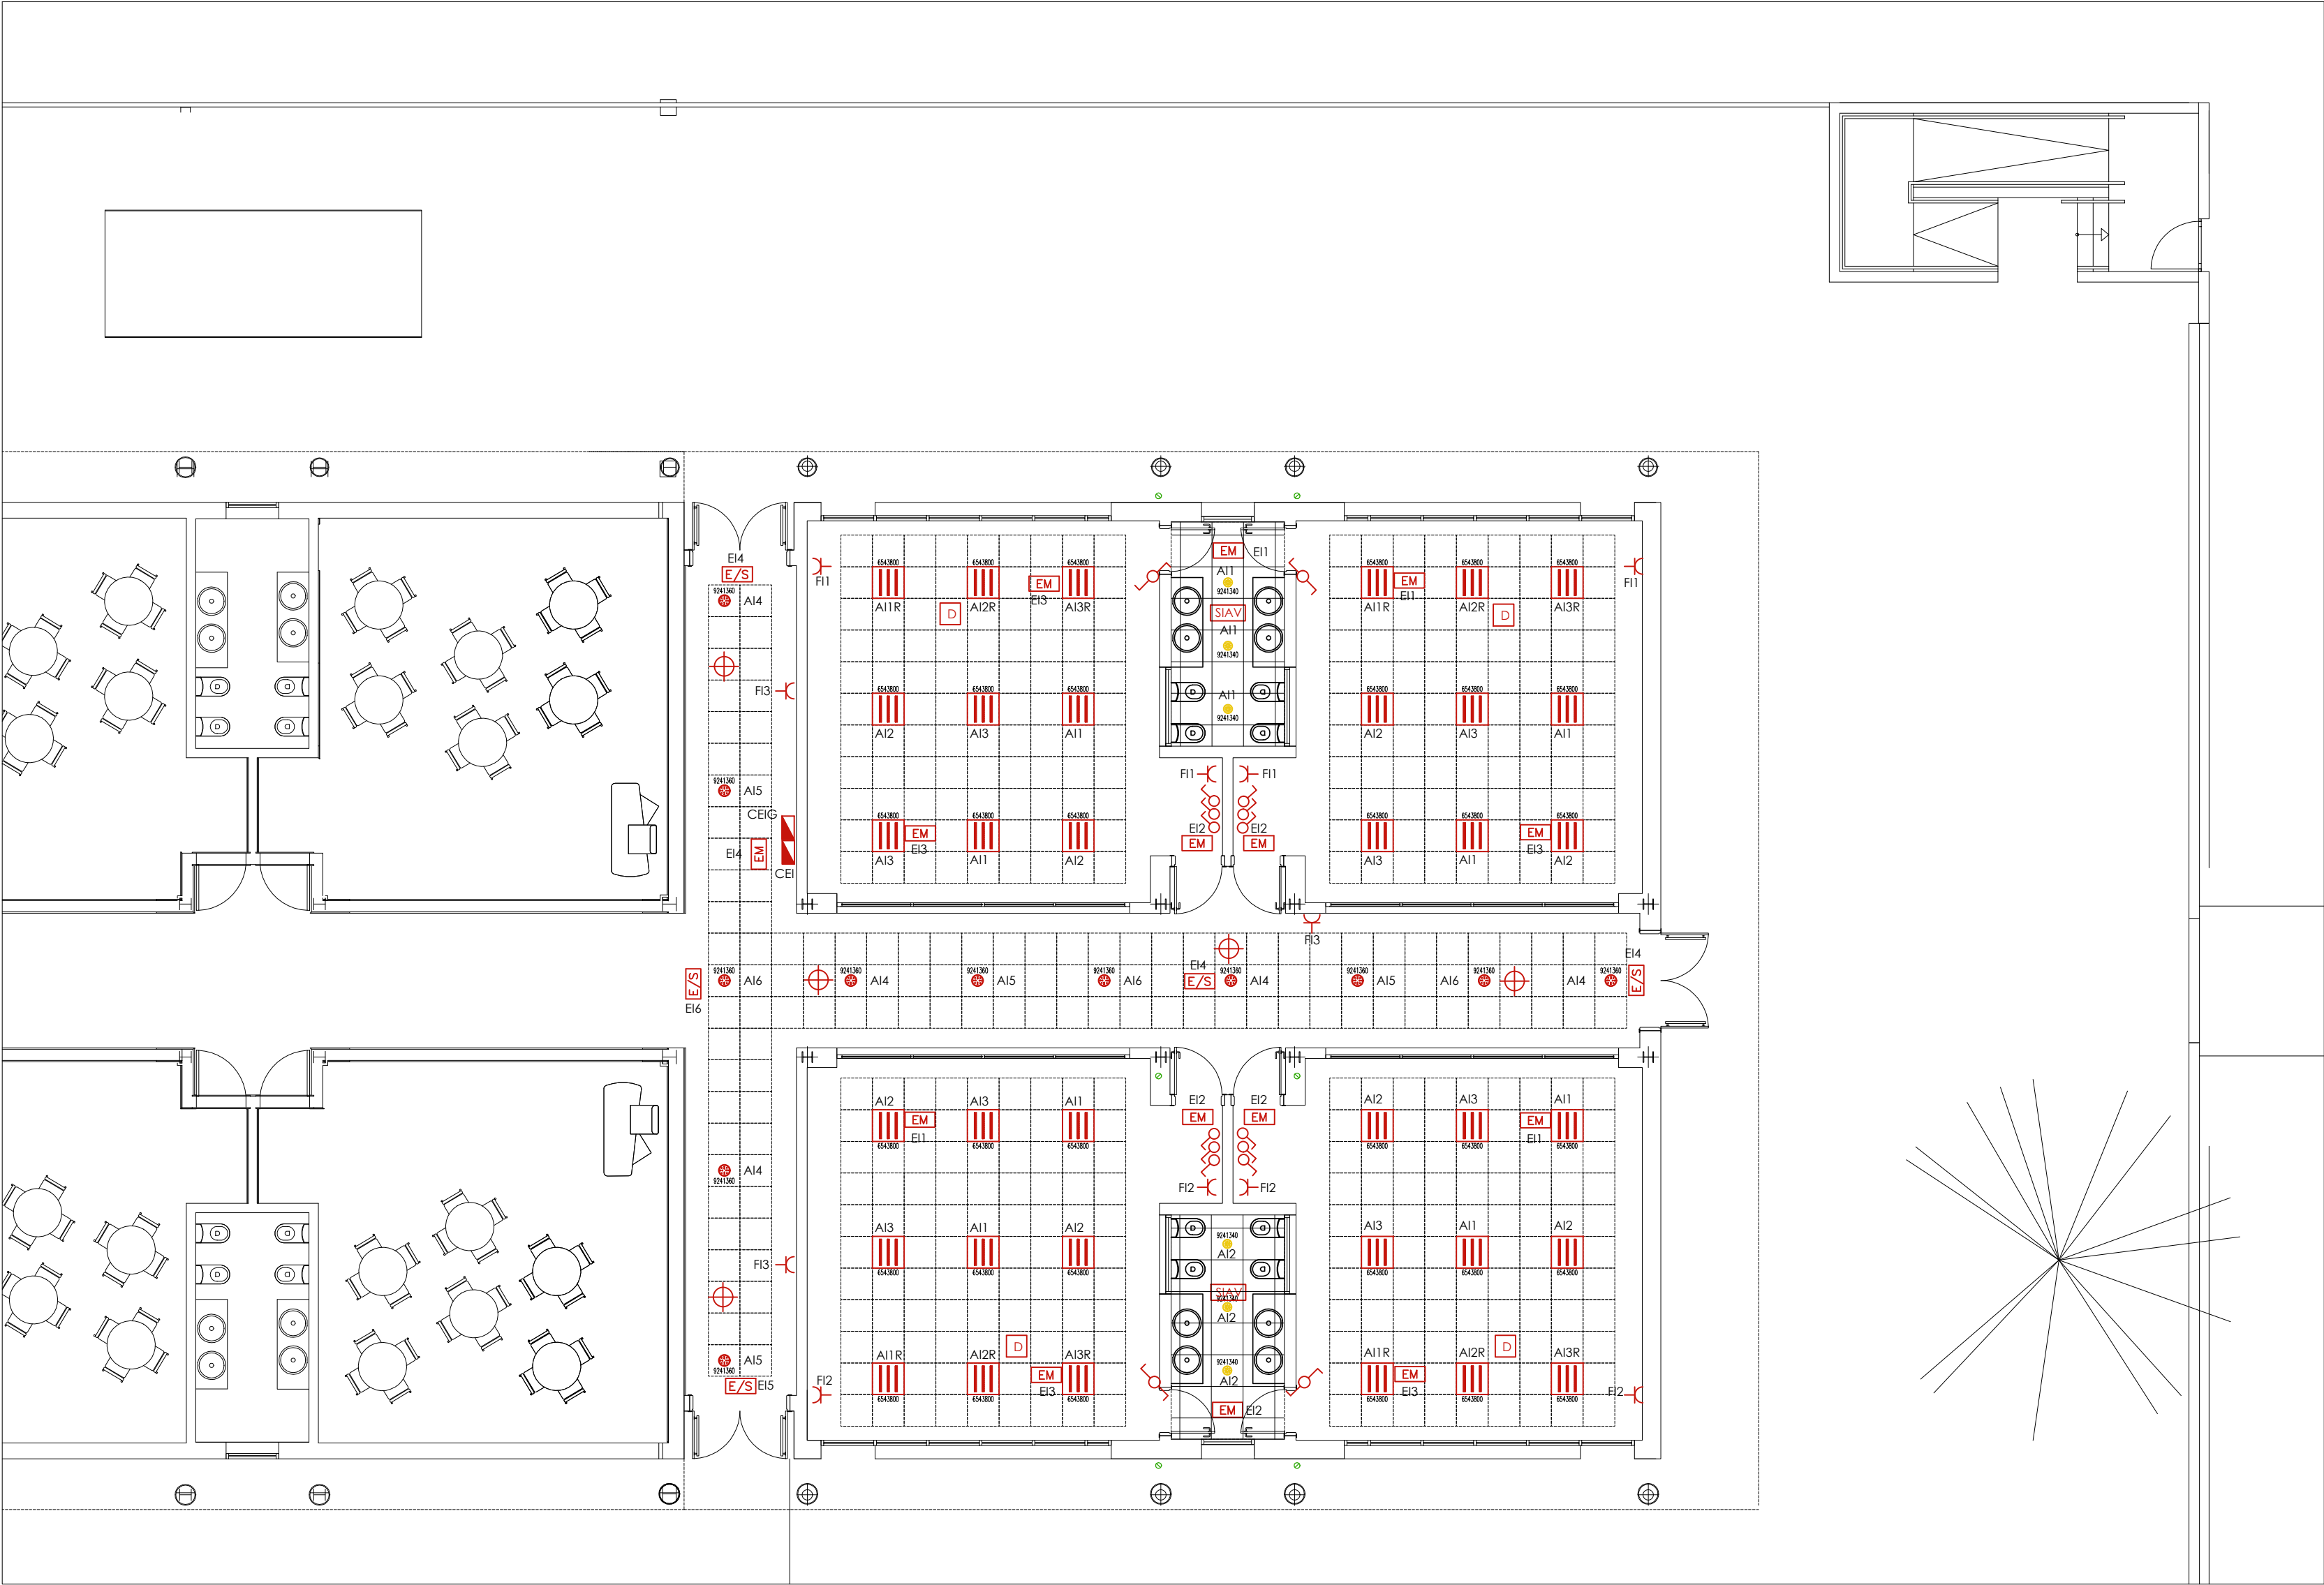 EI4
E/S
9241360
AI4
FI3
9241360
AI5
CEIG
EI4
EM
CEI
FI1
6543800
6543800
6543800
EM
EI3
AI1R
AI2R
AI3R
D
6543800
6543800
6543800
AI2
AI3
AI1
6543800
6543800
6543800
EM
EI3
AI3
AI1
AI2
EM
EI1
AI1
9241340
SIAV
AI1
9241340
AI1
9241340
FI1
FI1
EI2
EI2
EM
EM
6543800
6543800
6543800
EM
EI1
FI1
AI1R
AI2R
AI3R
D
6543800
6543800
6543800
AI2
AI3
AI1
6543800
6543800
6543800
EM
EI3
AI3
AI1
AI2
FI3
E/S
EI6
9241360
AI6
9241360
AI4
9241360
AI5
9241360
AI6
EI4
E/S
9241360
AI4
9241360
AI5
9241360
AI6
9241360
AI4
EI4
E/S
AI4
9241360
FI3
AI5
9241360
E/S
EI5
AI2
AI3
AI1
EM
EI1
6543800
6543800
6543800
AI3
AI1
AI2
6543800
6543800
6543800
D
AI1R
AI2R
AI3R
EM
EI3
6543800
6543800
6543800
FI2
EI2
EI2
EM
EM
FI2
FI2
9241340
AI2
SIAV
9241340
AI2
9241340
AI2
EM
EI2
AI2
AI3
AI1
EM
EI1
6543800
6543800
6543800
AI3
AI1
AI2
6543800
6543800
6543800
D
AI1R
AI2R
AI3R
EM
EI3
6543800
6543800
6543800
FI2